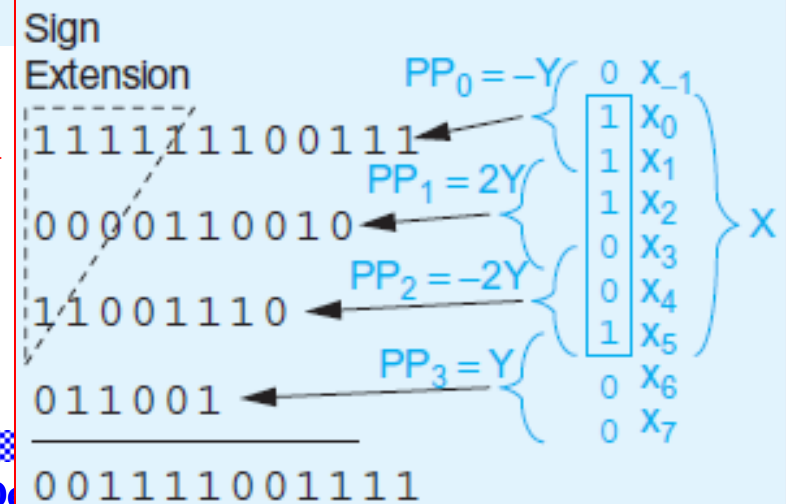 Sign
Extension
PP0 = –Y 0 x–1
1 x0
111111100111 1 x1
PP1 = 2Y 1 x2
0000110010 0 x3
PP2 = –2Y 0 x4
11001110 1 x5
X
PP3 = Y 0 x6
011001 0 x7
001111001111